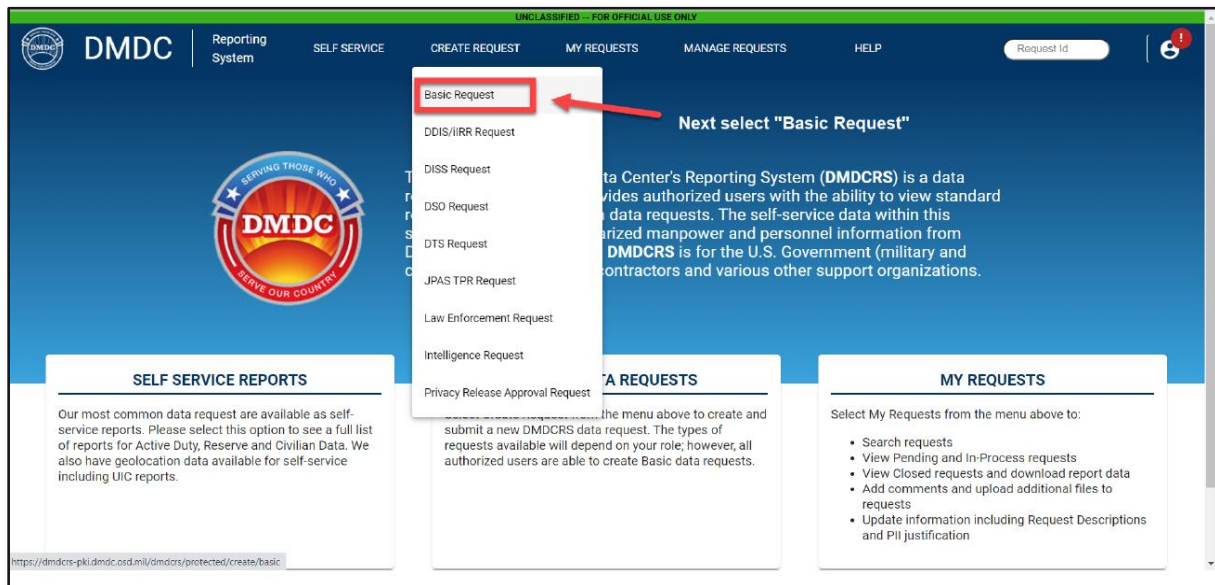 UNCLASSIFIED -- FOR OFFICIAL USE ONLY
DMDC
DMDC
Reporting
System
SELF SERVICE
CREATE REQUEST
MY REQUESTS
MANAGE REQUESTS
HELP
Request Id
!
Basic Request
DDIS/iIRR Request
DISS Request
DSO Request
DTS Request
JPAS TPR Request
Law Enforcement Request
Intelligence Request
Privacy Release Approval Request
Next select "Basic Request"
SERVING THOSE WHO
DMDC
SERVE OUR COUNTRY
ta Center's Reporting System (DMDCRS) is a data
vides authorized users with the ability to view standard
data requests. The self-service data within this
arized manpower and personnel information from
DMDCRS is for the U.S. Government (military and
contractors and various other support organizations.
SELF SERVICE REPORTS
Our most common data request are available as self-
service reports. Please select this option to see a full list
of reports for Active Duty, Reserve and Civilian Data. We
also have geolocation data available for self-service
including UIC reports.
TA REQUESTS
the menu above to create and
submit a new DMDCRS data request. The types of
requests available will depend on your role; however, all
authorized users are able to create Basic data requests.
MY REQUESTS
Select My Requests from the menu above to:
• Search requests
• View Pending and In-Process requests
• View Closed requests and download report data
• Add comments and upload additional files to
requests
• Update information including Request Descriptions
and PII justification
https://dmdcrs-pki.dmdc.osd.mil/dmdcrs/protected/create/basic